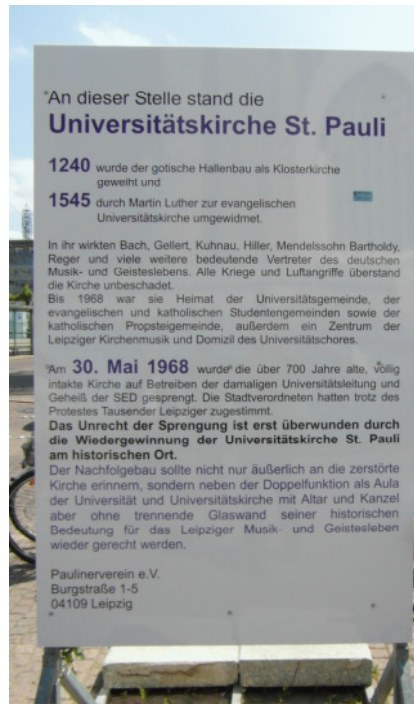 An dieser Stelle stand die
Universitätskirche St. Pauli
1240 wurde der gotische Hallenbau als Klosterkirche
geweiht und
1545 durch Martin Luther zur evangelischen
Universitätskirche umgewidmet.
In ihr wirkten Bach, Gellert, Kuhnau, Hiller, Mendelssohn Bartholdy,
Reger und viele weitere bedeutende Vertreter des deutschen
Musik- und Geisteslebens. Alle Kriege und Luftangriffe überstand
die Kirche unbeschadet.
Bis 1968 war sie Heimat der Universitätsgemeinde, der
evangelischen und katholischen Studentengemeinden sowie der
katholischen Propsteigemeinde, außerdem ein Zentrum der
Leipziger Kirchenmusik und Domizil des Universitätschores.
Am 30. Mai 1968 wurde die über 700 Jahre alte, völlig
intakte Kirche auf Betreiben der damaligen Universitätsleitung und
Geheiß der SED gesprengt. Die Stadtverordneten hatten trotz des
Protestes Tausender Leipziger zugestimmt.
Das Unrecht der Sprengung ist erst überwunden durch
die Wiedergewinnung der Universitätskirche St. Pauli
am historischen Ort.
Der Nachfolgebau sollte nicht nur äußerlich an die zerstörte
Kirche erinnern, sondern neben der Doppelfunktion als Aula
der Universität und Universitätskirche mit Altar und Kanzel
aber ohne trennende Glaswand seiner historischen
Bedeutung für das Leipziger Musik- und Geistesleben
wieder gerecht werden.
Paulinerverein e.V.
Burgstraße 1-5
04109 Leipzig